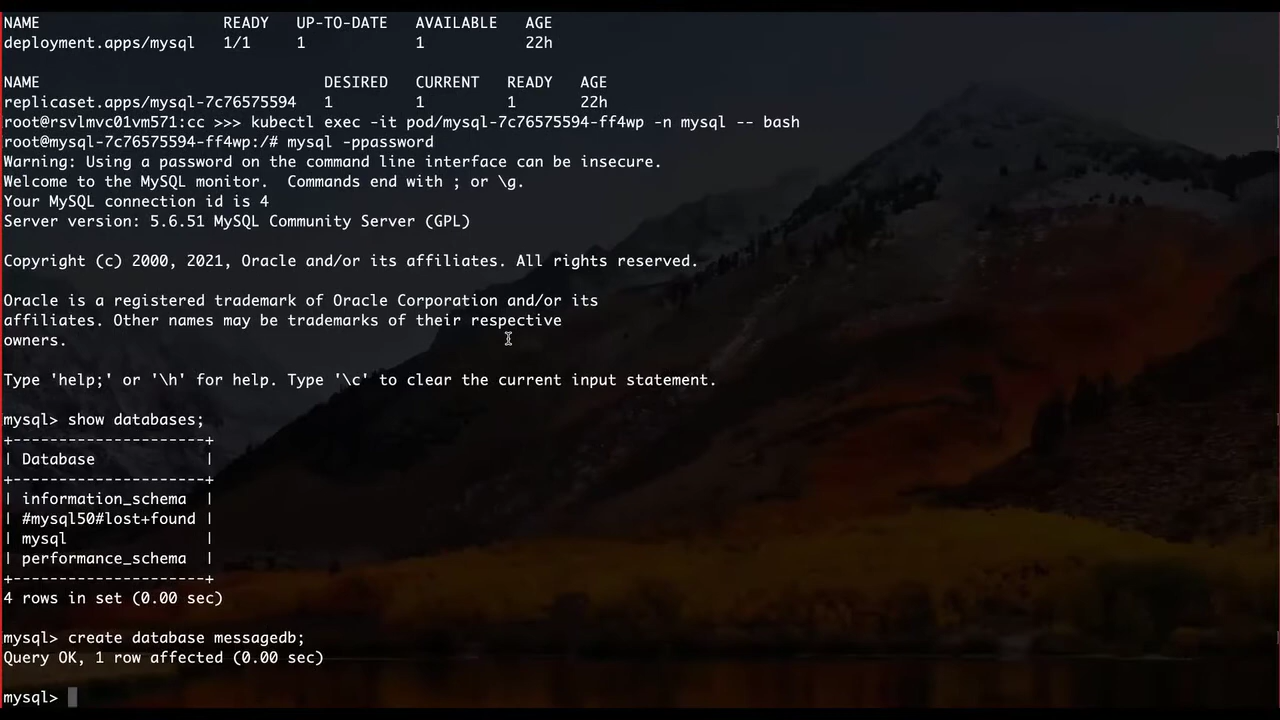 NAME                READY   UP-TO-DATE   AVAILABLE   AGE
deployment.apps/mysql   1/1     1            1           22h
NAME                               DESIRED   CURRENT   READY   AGE
replicaset.apps/mysql-7c76575594   1         1         1       22h
root@rsvlmvc01vm571:cc >>> kubectl exec -it pod/mysql-7c76575594-ff4wp -n mysql -- bash
root@mysql-7c76575594-ff4wp:/# mysql -ppassword
Warning: Using a password on the command line interface can be insecure.
Welcome to the MySQL monitor.  Commands end with ; or \g.
Your MySQL connection id is 4
Server version: 5.6.51 MySQL Community Server (GPL)
Copyright (c) 2000, 2021, Oracle and/or its affiliates. All rights reserved.
Oracle is a registered trademark of Oracle Corporation and/or its
affiliates. Other names may be trademarks of their respective
owners.
Type 'help;' or '\h' for help. Type '\c' to clear the current input statement.
mysql> show databases;
+---------------------+
| Database            |
+---------------------+
| information_schema  |
| #mysql50#lost+found |
| mysql               |
| performance_schema  |
+---------------------+
4 rows in set (0.00 sec)
mysql> create database messagedb;
Query OK, 1 row affected (0.00 sec)
mysql>